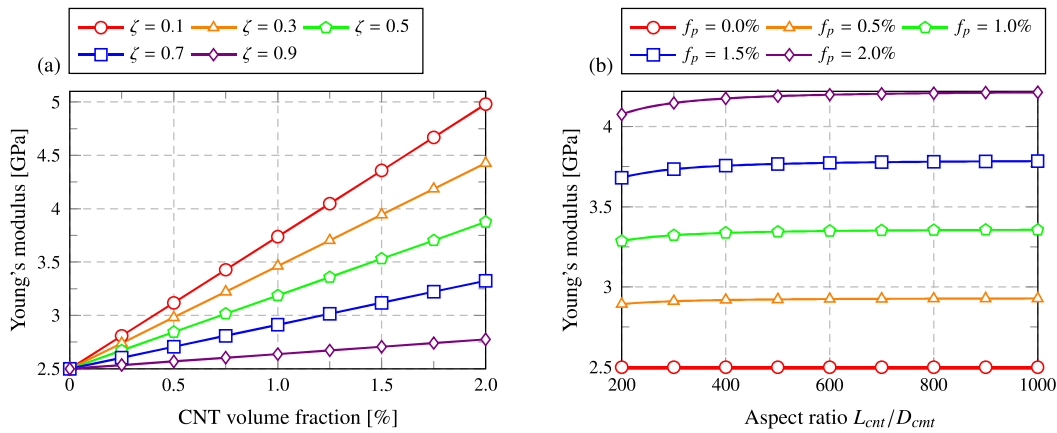 ζ = 0.1 ζ = 0.3 ζ = 0.5
ζ = 0.7 ζ = 0.9
(a)
5
4.5
4
3.5
3
2.5
0 0.5 1.0 1.5 2.0
Young's modulus [GPa]
CNT volume fraction [%]
f_p = 0.0% f_p = 0.5% f_p = 1.0%
f_p = 1.5% f_p = 2.0%
(b)
4
3.5
3
2.5
200 400 600 800 1000
Young's modulus [GPa]
Aspect ratio L_cnt/D_cmt